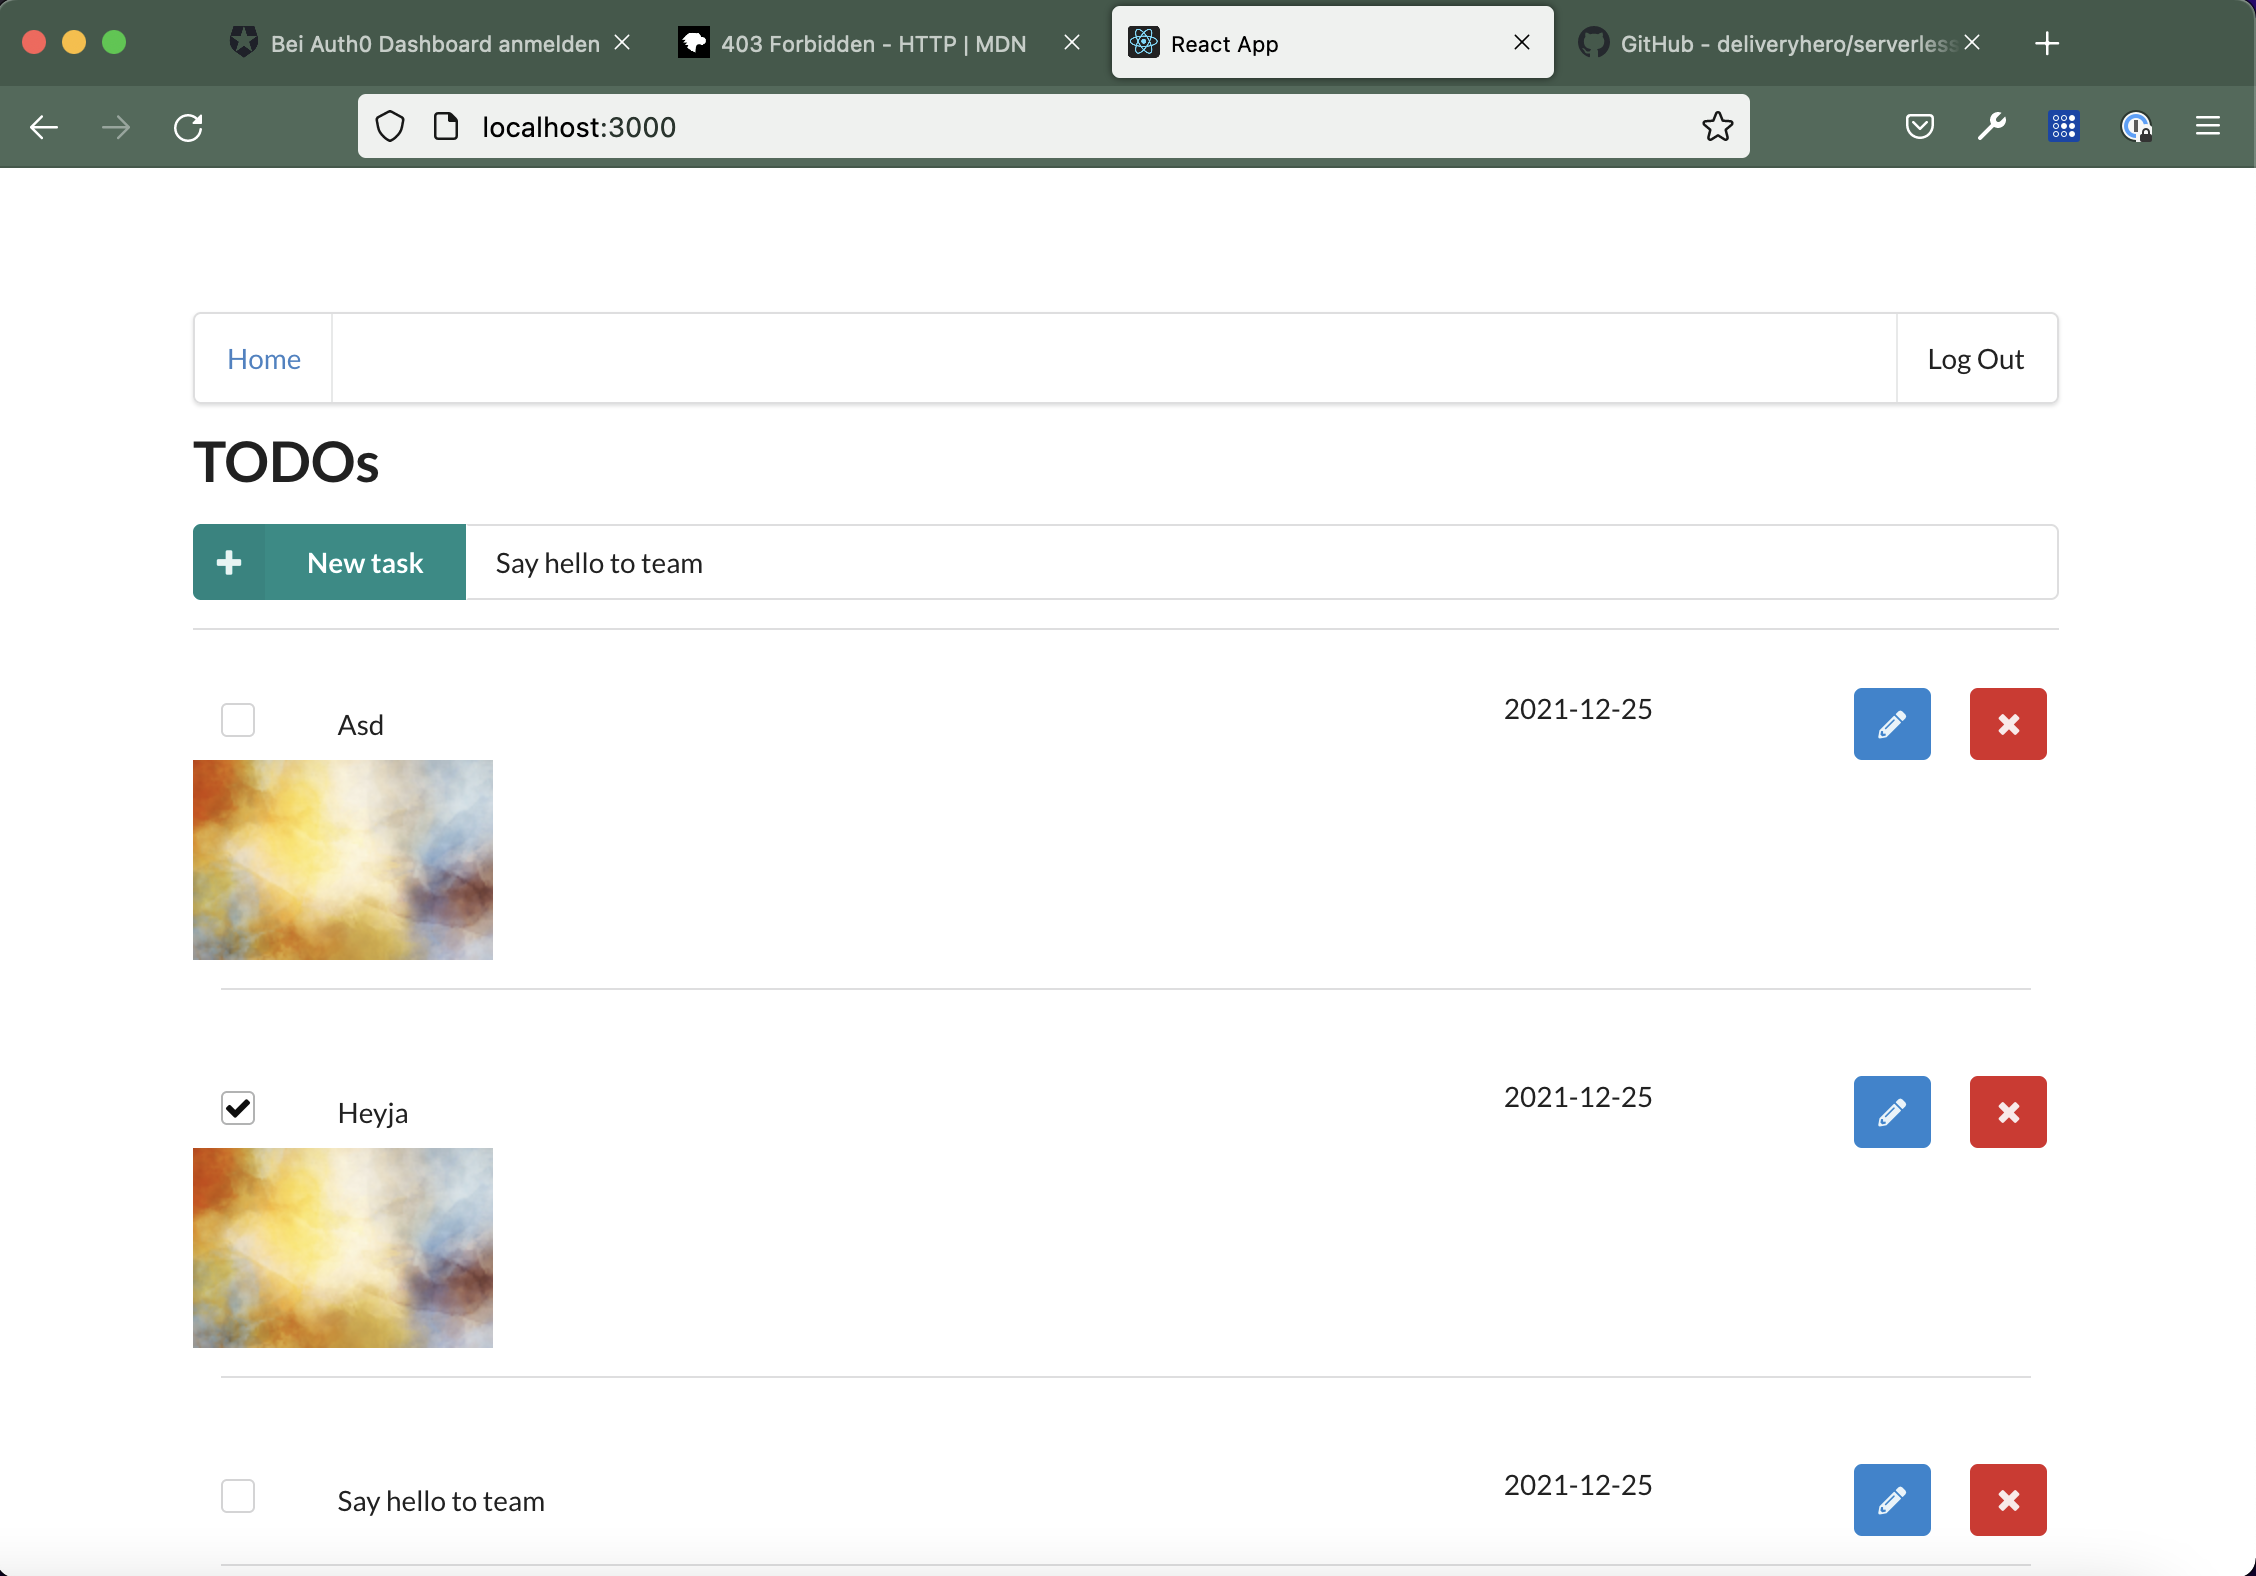 Bei Auth0 Dashboard anmelden
403 Forbidden - HTTP | MDN
React App
GitHub - deliveryhero/serverless
localhost:3000
Home
Log Out
TODOs
New task
Say hello to team
Asd
2021-12-25
Heyja
2021-12-25
Say hello to team
2021-12-25